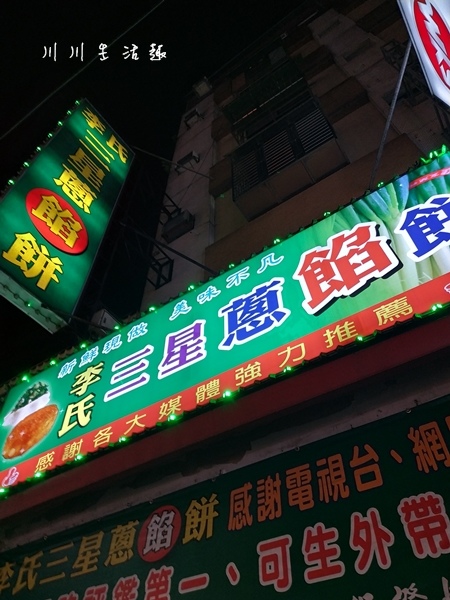 川川生活趣
李氏三星蔥餡餅
新鮮現做 美味不凡
李氏三星蔥餡餅
感謝各大媒體強力推薦
李氏三星蔥餡餅 感謝電視台、網
第一、可生外帶